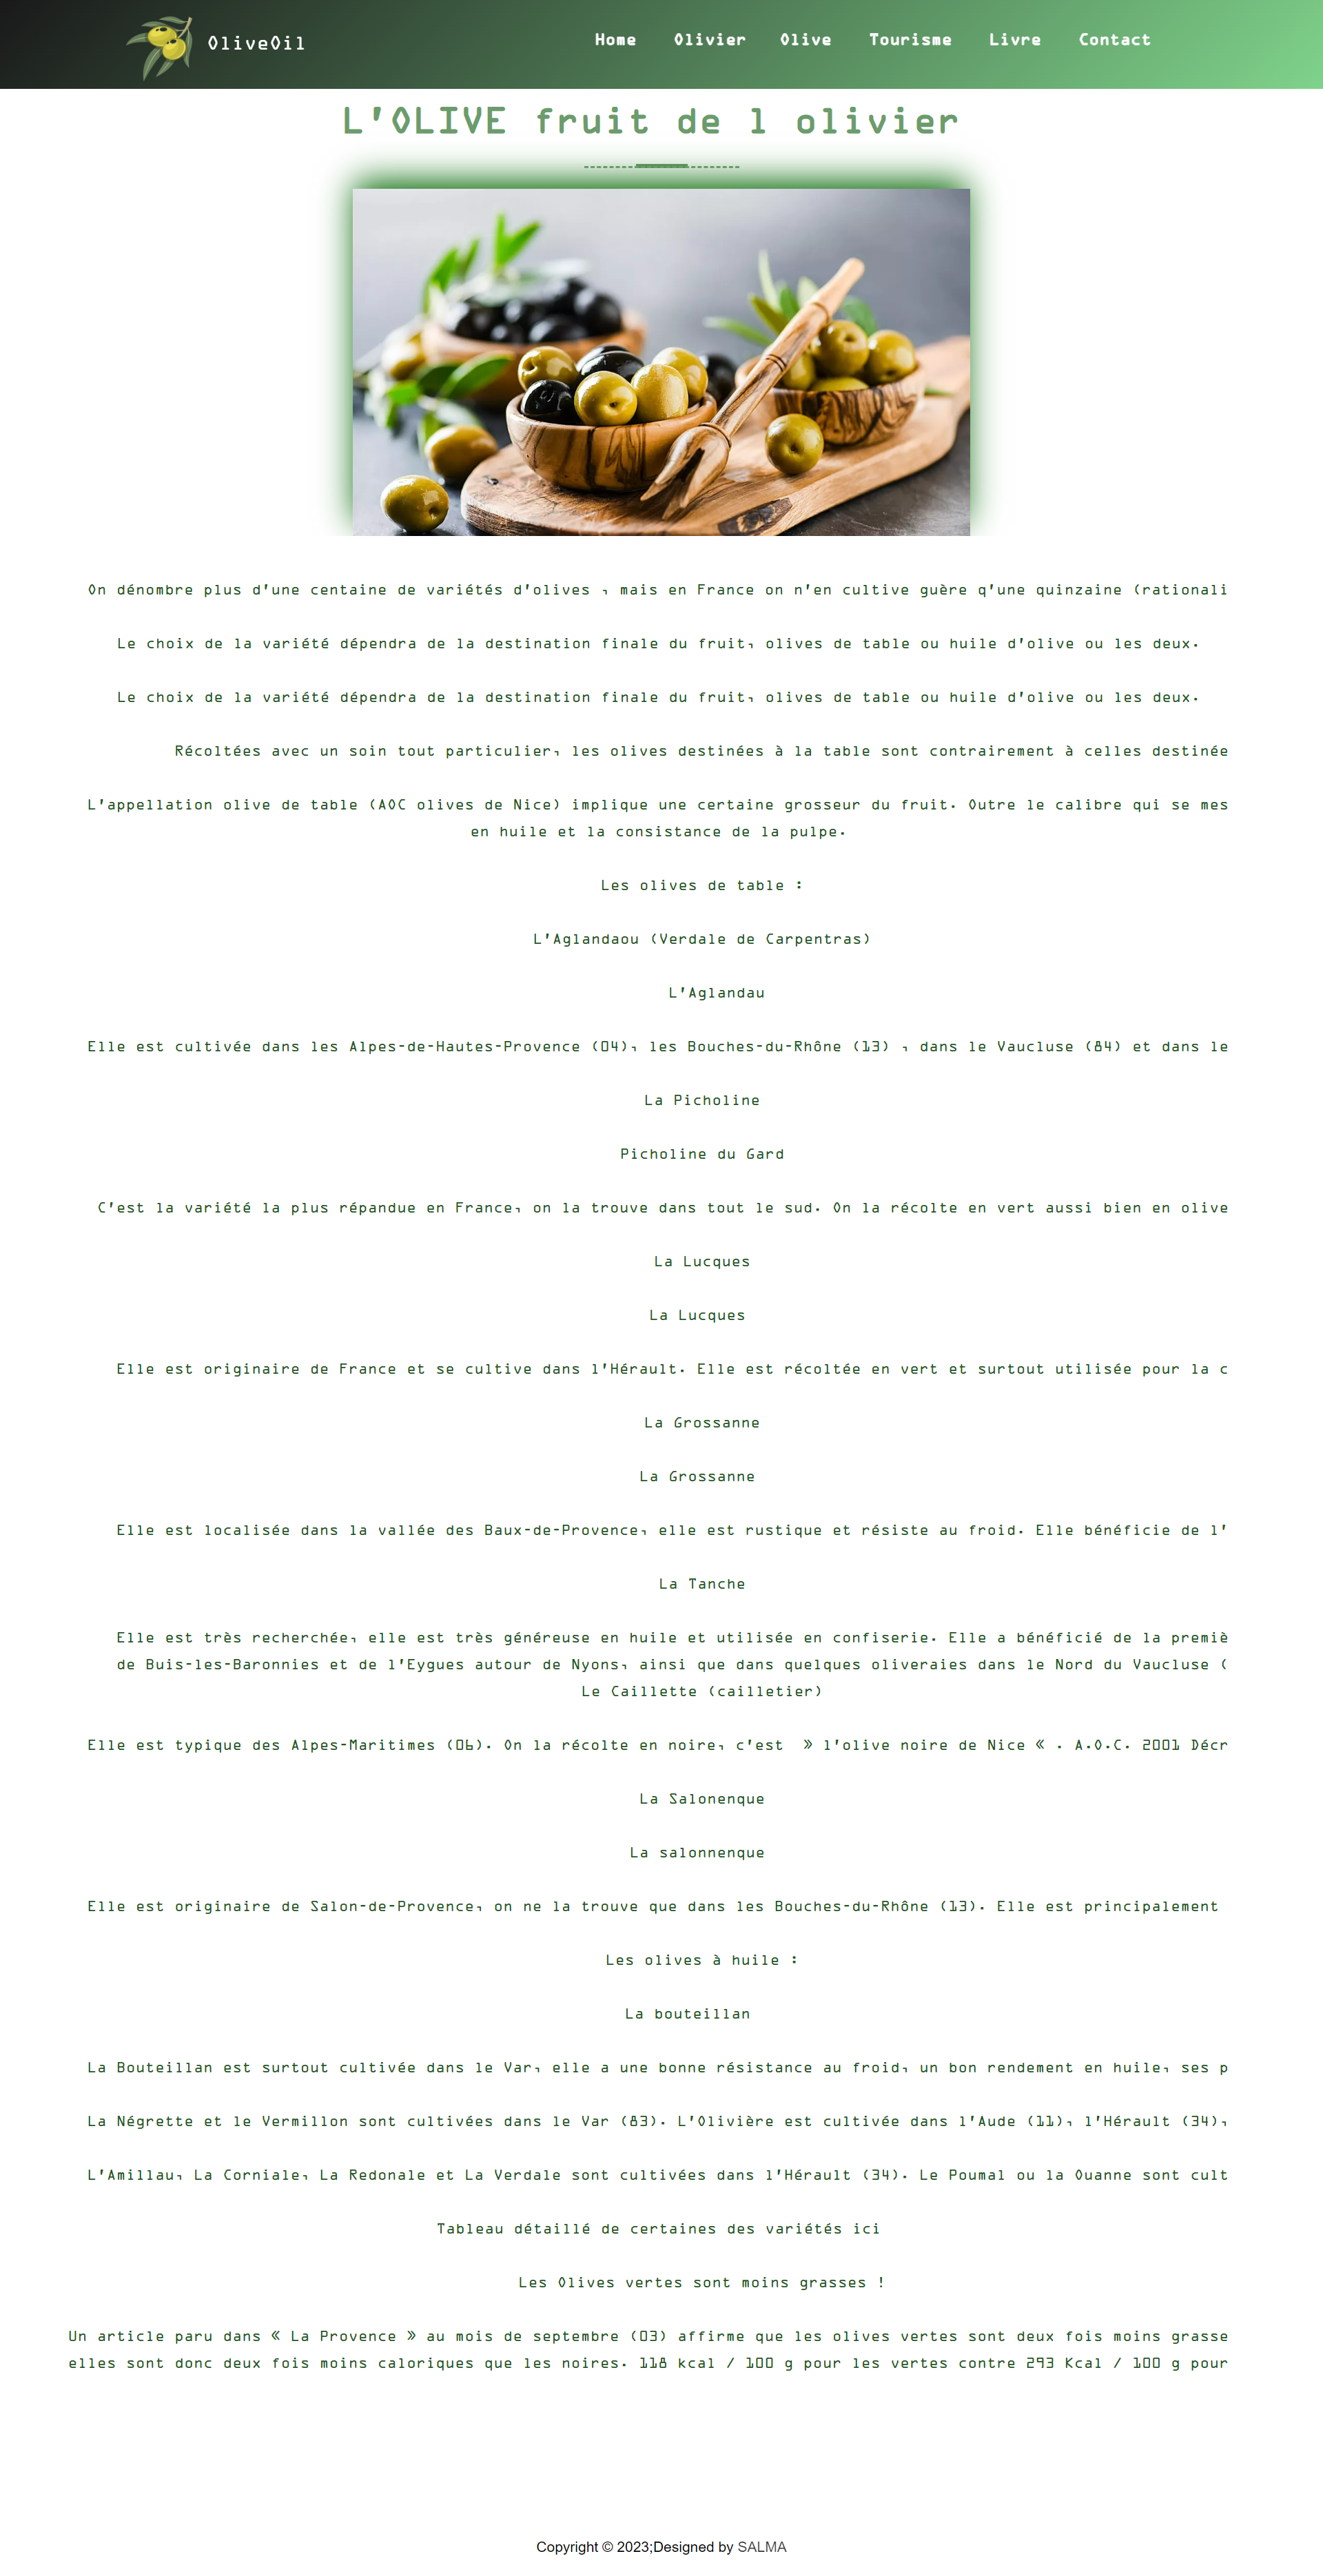 OliveOil
Home Olivier Olive Tourisme Livre Contact
L'OLIVE fruit de l olivier
On dénombre plus d'une centaine de variétés d'olives , mais en France on n'en cultive guère q'une quinzaine (rationali
Le choix de la variété dépendra de la destination finale du fruit, olives de table ou huile d'olive ou les deux.
Le choix de la variété dépendra de la destination finale du fruit, olives de table ou huile d'olive ou les deux.
Récoltées avec un soin tout particulier, les olives destinées à la table sont contrairement à celles destinée
L'appellation olive de table (AOC olives de Nice) implique une certaine grosseur du fruit. Outre le calibre qui se mes
en huile et la consistance de la pulpe.
Les olives de table :
L'Aglandaou (Verdale de Carpentras)
L'Aglandau
Elle est cultivée dans les Alpes-de-Hautes-Provence (04), les Bouches-du-Rhône (13) , dans le Vaucluse (84) et dans le
La Picholine
Picholine du Gard
C'est la variété la plus répandue en France, on la trouve dans tout le sud. On la récolte en vert aussi bien en olive
La Lucques
La Lucques
Elle est originaire de France et se cultive dans l'Hérault. Elle est récoltée en vert et surtout utilisée pour la c
La Grossanne
La Grossanne
Elle est localisée dans la vallée des Baux-de-Provence, elle est rustique et résiste au froid. Elle bénéficie de l'
La Tanche
Elle est très recherchée, elle est très généreuse en huile et utilisée en confiserie. Elle a bénéficié de la premiè
de Buis-les-Baronnies et de l'Eygues autour de Nyons, ainsi que dans quelques oliveraies dans le Nord du Vaucluse (
Le Caillette (cailletier)
Elle est typique des Alpes-Maritimes (06). On la récolte en noire, c'est » l'olive noire de Nice « . A.O.C. 2001 Décr
La Salonenque
La salonnenque
Elle est originaire de Salon-de-Provence, on ne la trouve que dans les Bouches-du-Rhône (13). Elle est principalement
Les olives à huile :
La bouteillan
La Bouteillan est surtout cultivée dans le Var, elle a une bonne résistance au froid, un bon rendement en huile, ses p
La Négrette et le Vermillon sont cultivées dans le Var (83). L'Olivière est cultivée dans l'Aude (11), l'Hérault (34),
L'Amillau, La Corniale, La Redonale et La Verdale sont cultivées dans l'Hérault (34). Le Poumal ou la Ouanne sont cult
Tableau détaillé de certaines des variétés ici
Les Olives vertes sont moins grasses !
Un article paru dans « La Provence » au mois de septembre (03) affirme que les olives vertes sont deux fois moins grasse
elles sont donc deux fois moins caloriques que les noires. 118 kcal / 100 g pour les vertes contre 293 Kcal / 100 g pour
Copyright © 2023;Designed by SALMA